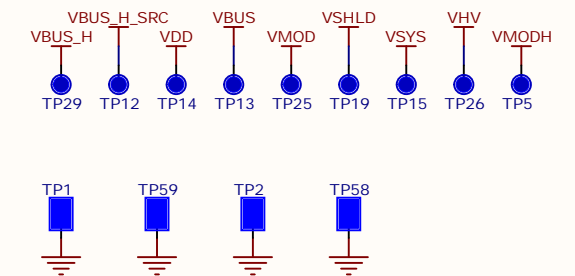 VBUS_H_SRC VBUS VSHLD VHV
VBUS_H VDD VMOD VSYS VMODH
TP29 TP12 TP14 TP13 TP25 TP19 TP15 TP26 TP5
TP1 TP59 TP2 TP58